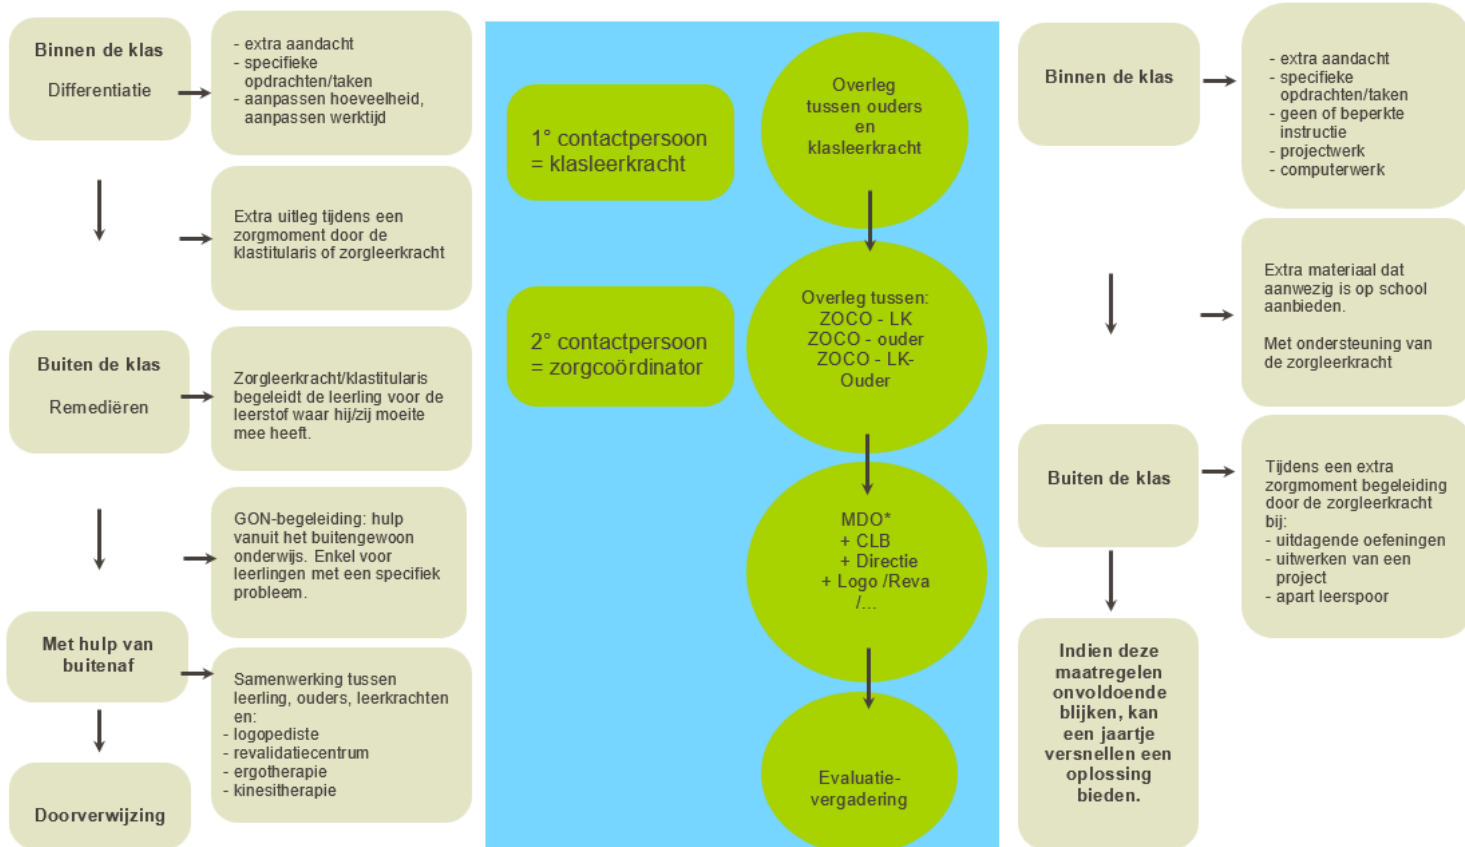 Binnen de klas
Differentiatie
- extra aandacht
- specifieke
opdrachten/taken
- aanpassen hoeveelheid,
aanpassen werktijd
Extra uitleg tijdens een
zorgmoment door de
klastitularis of zorgleerkracht
Buiten de klas
Remediëren
Zorgleerkracht/klastitularis
begeleidt de leerling voor de
leerstof waar hij/zij moeite
mee heeft.
GON-begeleiding: hulp
vanuit het buitengewoon
onderwijs. Enkel voor
leerlingen met een specifiek
probleem.
Met hulp van
buitenaf
Samenwerking tussen
leerling, ouders, leerkrachten
en:
- logopediste
- revalidatiecentrum
- ergotherapie
- kinesitherapie
Doorverwijzing
1° contactpersoon
= klasleerkracht
Overleg
tussen ouders
en
klasleerkracht
2° contactpersoon
= zorgcoördinator
Overleg tussen:
ZOCO - LK
ZOCO - ouder
ZOCO - LK-
Ouder
MDO*
+ CLB
+ Directie
+ Logo /Reva
/...
Evaluatie-
vergadering
Binnen de klas
- extra aandacht
- specifieke
opdrachten/taken
- geen of beperkte
instructie
- projectwerk
- computerwerk
Extra materiaal dat
aanwezig is op school
aanbieden.
Met ondersteuning van
de zorgleerkracht
Buiten de klas
Tijdens een extra
zorgmoment begeleiding
door de zorgleerkracht
bij:
- uitdagende oefeningen
- uitwerken van een
project
- apart leerspoor
Indien deze
maatregelen
onvoldoende
blijken, kan
een jaartje
versnellen een
oplossing
bieden.